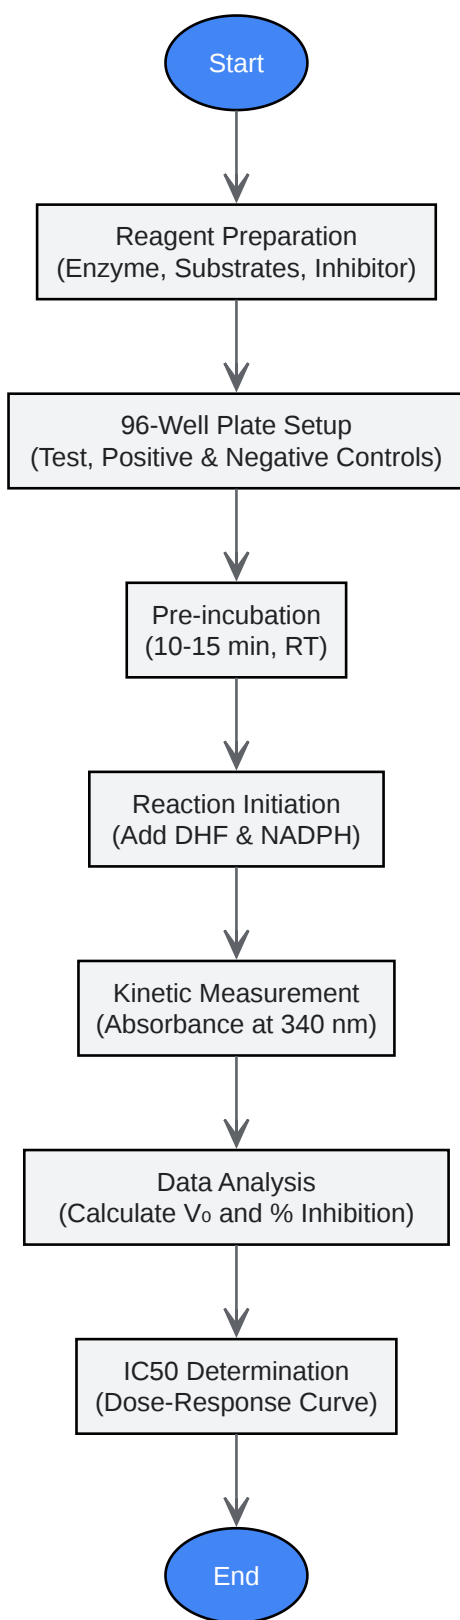 Start
Reagent Preparation
(Enzyme, Substrates, Inhibitor)
96-Well Plate Setup
(Test, Positive & Negative Controls)
Pre-incubation
(10-15 min, RT)
Reaction Initiation
(Add DHF & NADPH)
Kinetic Measurement
(Absorbance at 340 nm)
Data Analysis
(Calculate V₀ and % Inhibition)
IC50 Determination
(Dose-Response Curve)
End